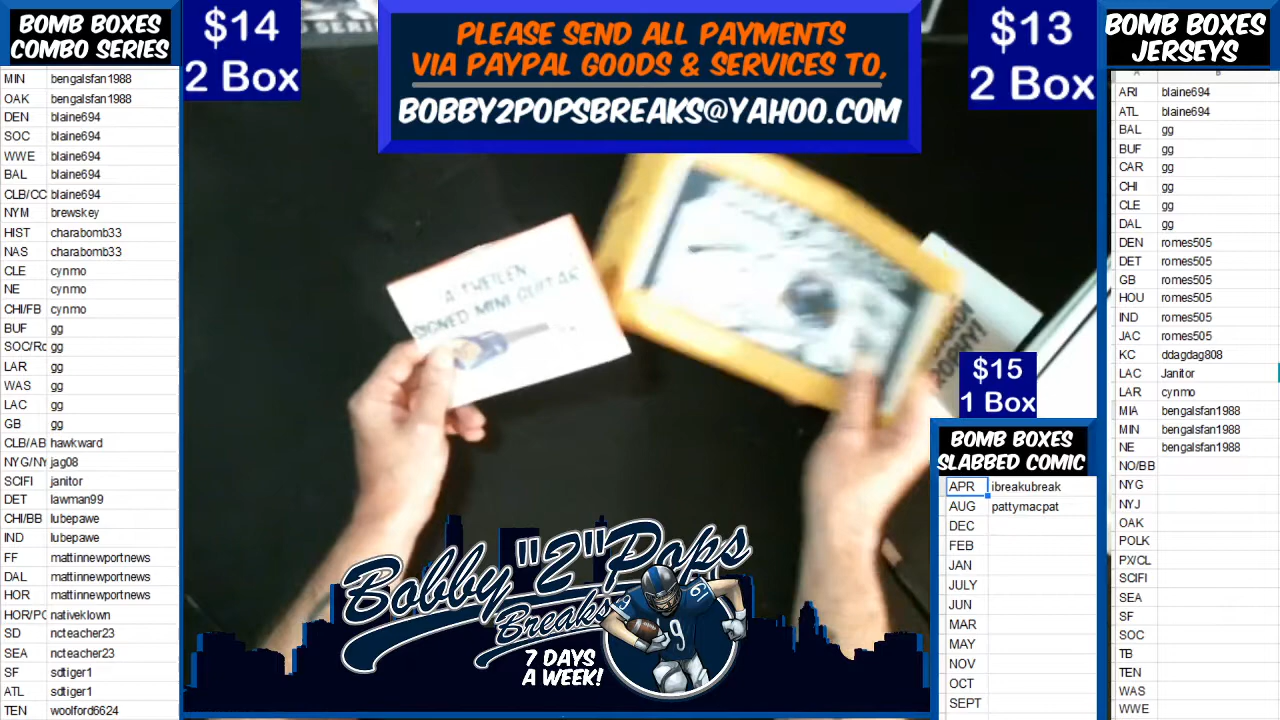 BOMB BOXES
COMBO SERIES
MIN bengalsfan1988
OAK bengalsfan1988
DEN blaine694
SOC blaine694
WWE blaine694
BAL blaine694
CLB/CC blaine694
NYM brewskey
HIST charabomb33
NAS charabomb33
CLE cynmo
NE cynmo
CHI/FB cynmo
BUF gg
SOC/Ro gg
LAR gg
WAS gg
LAC gg
GB gg
CLB/AB hawkward
NYG/NY jag08
SCIFI janitor
DET lawman99
CHI/BB lubepawe
IND lubepawe
FF mattinnewportnews
DAL mattinnewportnews
HOR mattinnewportnews
HOR/PC nativeklown
SD ncteacher23
SEA ncteacher23
SF sdtiger1
ATL sdtiger1
TEN woolford6624
$14
2 Box
PLEASE SEND ALL PAYMENTS
VIA PAYPAL GOODS & SERVICES TO,
BOBBY2POPSBREAKS@YAHOO.COM
$13
2 Box
SIGNED MINI GUITAR
Bobby "2" Pops
Breaks
7 DAYS
A WEEK!
$15
1 Box
BOMB BOXES
SLABBED COMIC
APR ibreakubreak
AUG pattymacpat
DEC
FEB
JAN
JULY
JUN
MAR
MAY
NOV
OCT
SEPT
BOMB BOXES
JERSEYS
A B
ARI blaine694
ATL blaine694
BAL gg
BUF gg
CAR gg
CHI gg
CLE gg
DAL gg
DEN romes505
DET romes505
GB romes505
HOU romes505
IND romes505
JAC romes505
KC ddagdag808
LAC Janitor
LAR cynmo
MIA bengalsfan1988
MIN bengalsfan1988
NE bengalsfan1988
NO/BB
NYG
NYJ
OAK
POLK
PX/CL
SCIFI
SEA
SF
SOC
TB
TEN
WAS
WWE